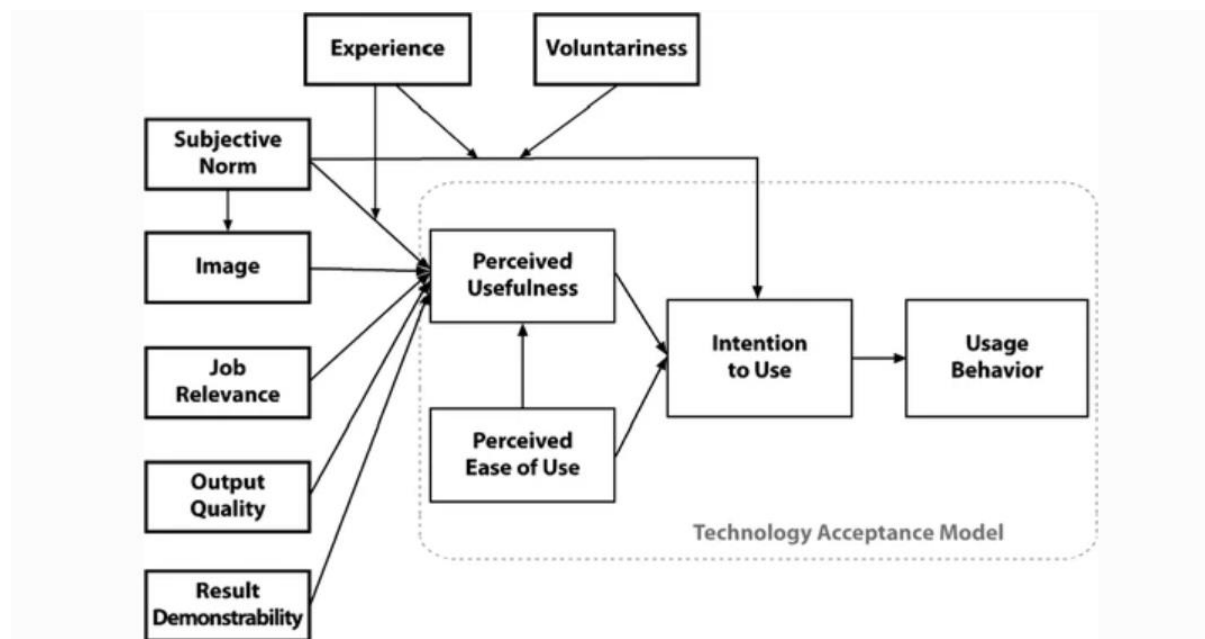 Experience
Voluntariness
Subjective
Norm
Image
Perceived
Usefulness
Intention
to Use
Usage
Behavior
Job
Relevance
Perceived
Ease of Use
Output
Quality
Technology Acceptance Model
Result
Demonstrability